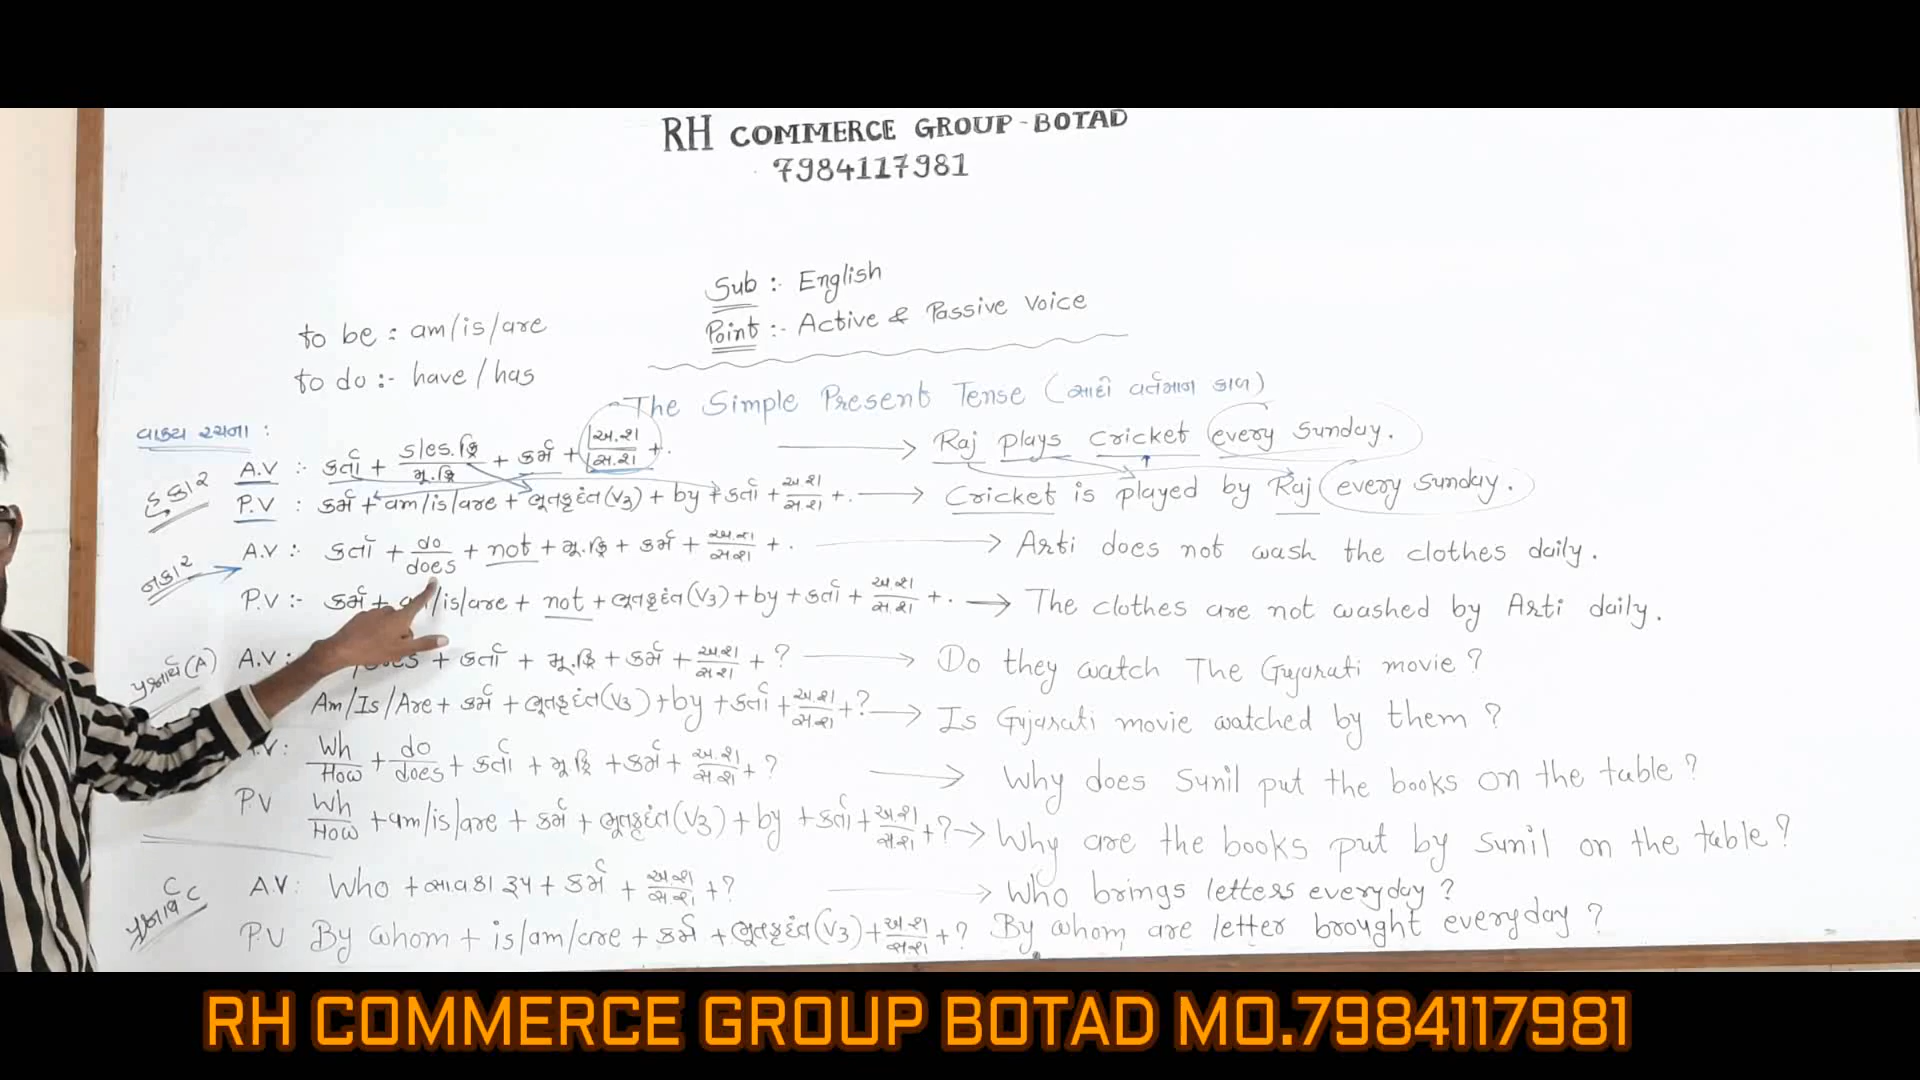 RH COMMERCE GROUP - BOTAD
7984117981
Sub :- English
Point :- Active & Passive Voice
to be : am/is/are
to do :- have/has
The Simple Present Tense (સાદો વર્તમાન કાળ)
વાક્ય રચના :
હકાર
A.V :- કર્તા + s/es.ક્રિ / મૂ.ક્રિ + કર્મ + અ.શ / સ.શ + . → Raj plays cricket every Sunday.
P.V : કર્મ + am/is/are + ભૂતકૃદંત(V3) + by + કર્તા + અ.શ / સ.શ + . → Cricket is played by Raj every Sunday.
નકાર
A.V :- કર્તા + do / does + not + મૂ.ક્રિ + કર્મ + અ.શ / સ.શ + . → Arti does not wash the clothes daily.
P.V :- કર્મ + am/is/are + not + ભૂતકૃદંત(V3) + by + કર્તા + અ.શ / સ.શ + . → The clothes are not washed by Arti daily.
પ્રશ્નાર્થ (A)
A.V : + કર્તા + મૂ.ક્રિ + કર્મ + અ.શ / સ.શ + ? → Do they watch The Gujarati movie?
Am/Is/Are + કર્મ + ભૂતકૃદંત(V3) + by + કર્તા + અ.શ / સ.શ + ? → Is Gujarati movie watched by them?
.V : Wh / How + do / does + કર્તા + મૂ.ક્રિ + કર્મ + અ.શ / સ.શ + ? → Why does Sunil put the books on the table?
P.V Wh / How + am/is/are + કર્મ + ભૂતકૃદંત(V3) + by + કર્તા + અ.શ / સ.શ + ? → Why are the books put by Sunil on the table?
પ્રશ્નાર્થ C
A.V : Who + + કર્મ + અ.શ / સ.શ + ? → Who brings letters everyday?
P.V By whom + is/am/are + કર્મ + ભૂતકૃદંત(V3) + અ.શ / સ.શ + ? By whom are letter brought everyday?
RH COMMERCE GROUP BOTAD MO.7984117981